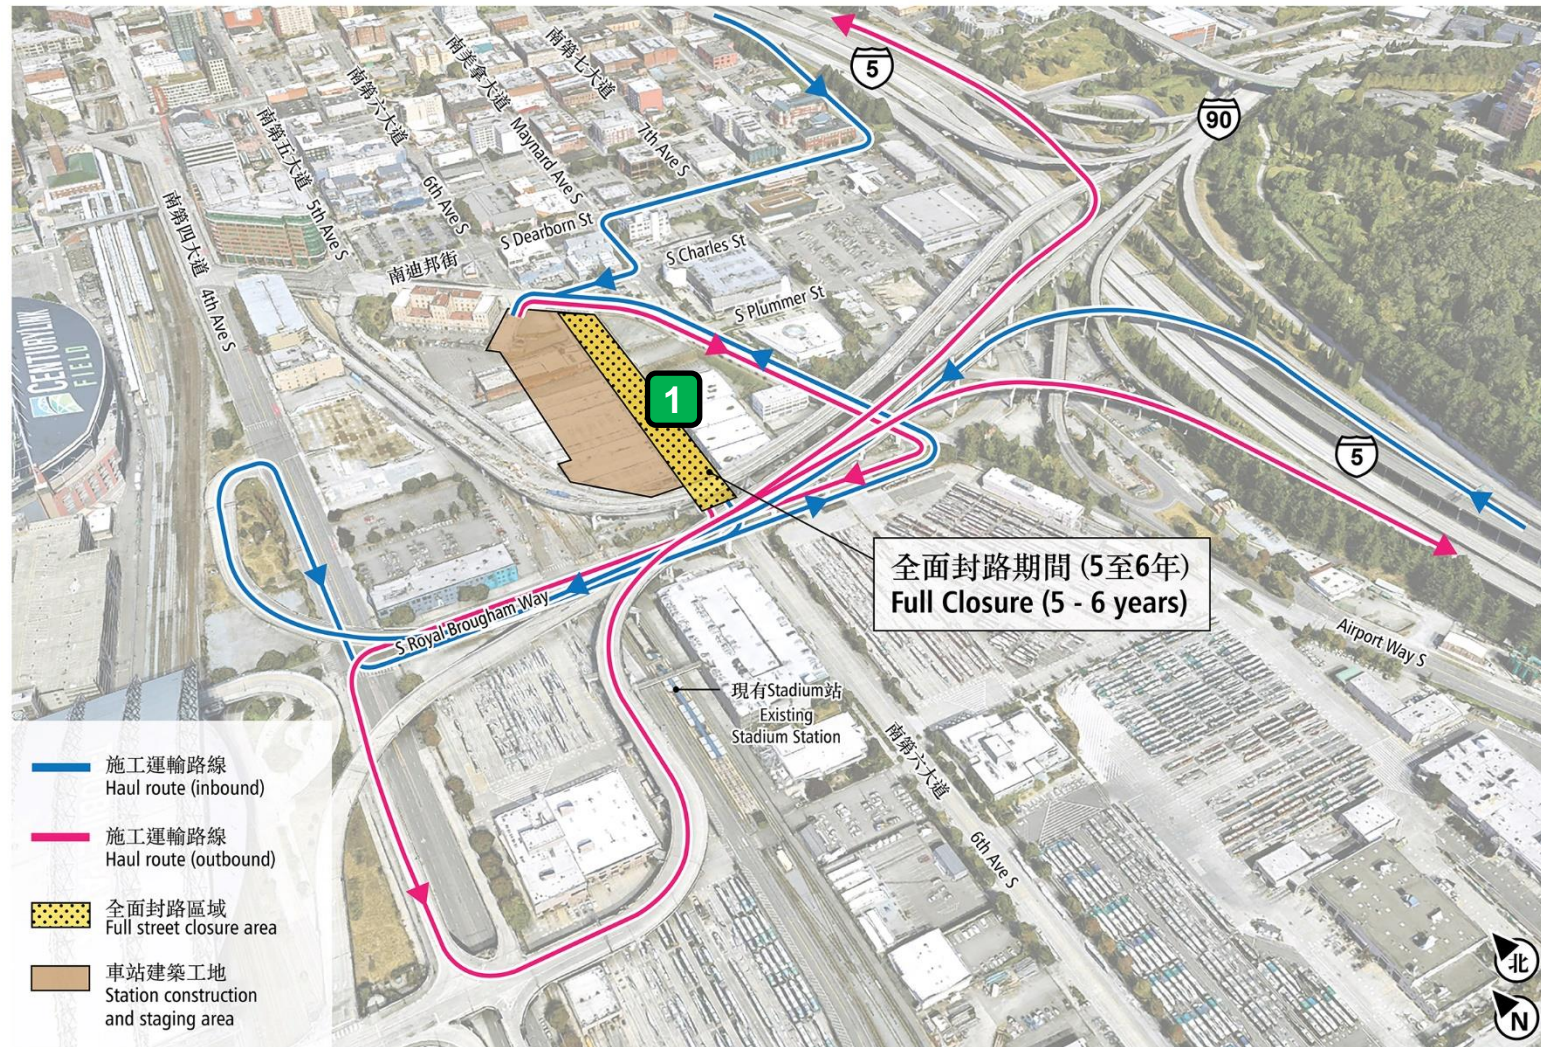 5
90
南第七大道
7th Ave S
南美拿大道
Maynard Ave S
南第六大道
6th Ave S
南第五大道
5th Ave S
南第四大道
4th Ave S
南迪邦街
S Dearborn St
S Charles St
S Plummer St
CENTURYLINK
FIELD
1
5
全面封路期間 (5至6年)
Full Closure (5 - 6 years)
S Royal Brougham Way
Airport Way S
現有Stadium站
Existing
Stadium Station
南第六大道
6th Ave S
施工運輸路線
Haul route (inbound)
施工運輸路線
Haul route (outbound)
全面封路區域
Full street closure area
車站建築工地
Station construction
and staging area
北
N